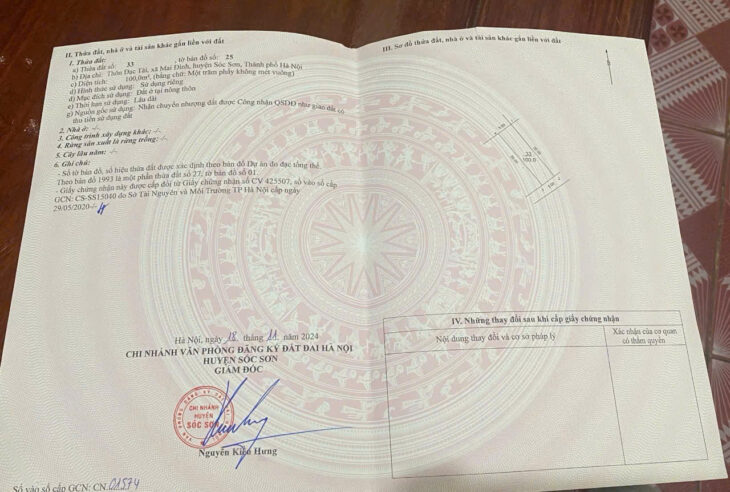 II. Thửa đất, nhà ở và tài sản khác gắn liền với đất
1. Thửa đất:
a) Thửa đất số: 33 , tờ bản đồ số: 25
b) Địa chỉ: Thôn Dạc Tài, xã Mai Đình, huyện Sóc Sơn, Thành phố Hà Nội
c) Diện tích: 100,0m², (bằng chữ: Một trăm phẩy không mét vuông)
d) Hình thức sử dụng: Sử dụng riêng
đ) Mục đích sử dụng: Đất ở tại nông thôn
e) Thời hạn sử dụng: Lâu dài
g) Nguồn gốc sử dụng: Nhận chuyển nhượng đất được Công nhận QSDĐ như giao đất có
thu tiền sử dụng đất
2. Nhà ở: -/-
3. Công trình xây dựng khác: -/-
4. Rừng sản xuất là rừng trồng: -/-
5. Cây lâu năm: -/-
6. Ghi chú:
- Số tờ bản đồ, số hiệu thửa đất được xác định theo bản đồ Dự án đo đạc tổng thể.
Theo bản đồ 1993 là một phần thửa đất số 27; tờ bản đồ số 01.
- Giấy chứng nhận này được cấp đổi từ Giấy chứng nhận số CV 425507, số vào sổ cấp
GCN: CS-SS15040 do Sở Tài Nguyên và Môi Trường TP Hà Nội cấp ngày
29/05/2020-/-
Hà Nội, ngày 18 tháng 11 năm 2024
CHI NHÁNH VĂN PHÒNG ĐĂNG KÝ ĐẤT ĐAI HÀ NỘI
HUYỆN SÓC SƠN
GIÁM ĐỐC
CHI NHÁNH
HUYỆN
SÓC SƠN
Nguyễn Kiều Hưng
Số vào sổ cấp GCN: CN.01574
III. Sơ đồ thửa đất, nhà ở và tài sản khác gắn liền với đất
33
100.0
IV. Những thay đổi sau khi cấp giấy chứng nhận
Nội dung thay đổi và cơ sở pháp lý
Xác nhận của cơ quan
có thẩm quyền